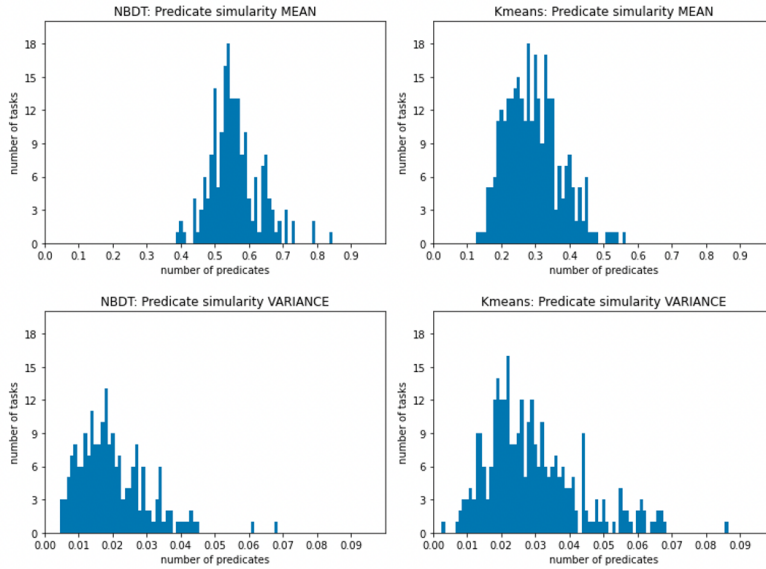 NBDT: Predicate simularity MEAN
number of tasks
18
15
12
9
6
3
0
0 0.1 0.2 0.3 0.4 0.5 0.6 0.7 0.8 0.9
number of predicates
Kmeans: Predicate simularity MEAN
number of tasks
18
15
12
9
6
3
0
0 0.1 0.2 0.3 0.4 0.5 0.6 0.7 0.8 0.9
number of predicates
NBDT: Predicate simularity VARIANCE
number of tasks
18
15
12
9
6
3
0
0.00 0.01 0.02 0.03 0.04 0.05 0.06 0.07 0.08 0.09
number of predicates
Kmeans: Predicate simularity VARIANCE
number of tasks
18
15
12
9
6
3
0
0.00 0.01 0.02 0.03 0.04 0.05 0.06 0.07 0.08 0.09
number of predicates